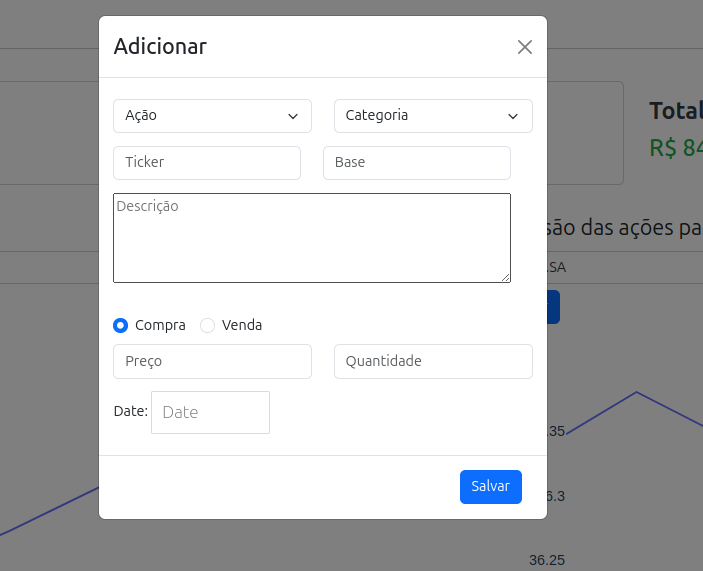 Adicionar
Ação
Categoria
Total
R$ 84
Ticker
Base
Descrição
são das ações pa
.SA
Compra
Venda
Preço
Quantidade
Date:
Date
.35
Salvar
6.3
36.25